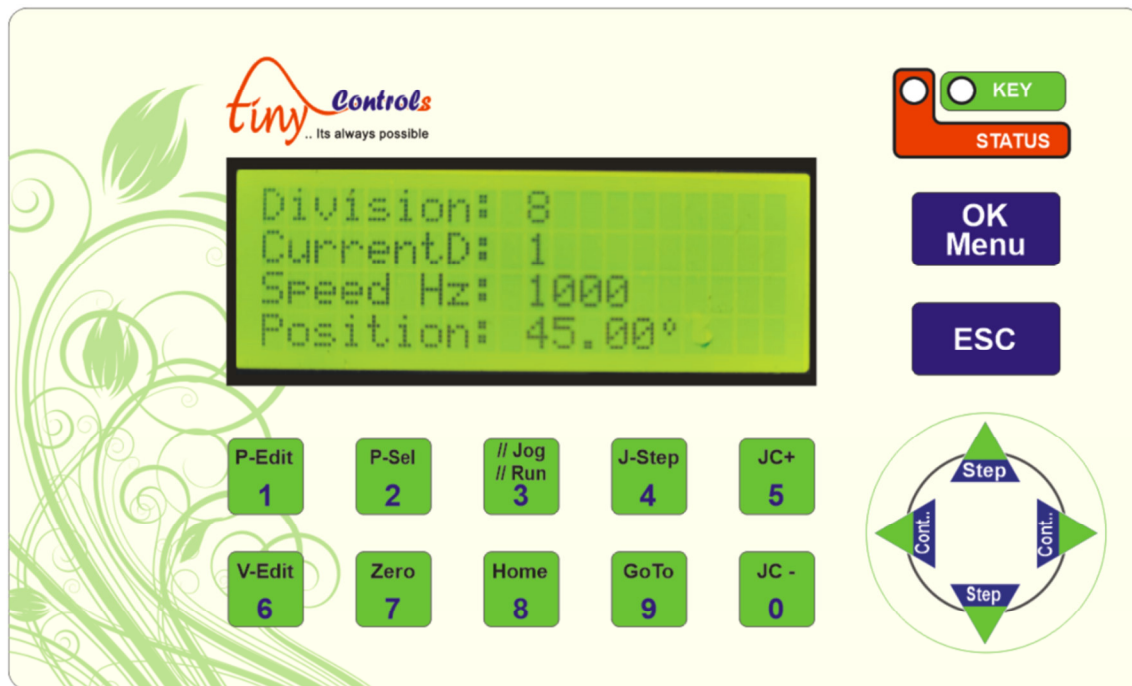 tiny Controls
.. Its always possible
KEY
STATUS
Division: 8
CurrentD: 1
Speed Hz: 1000
Position: 45.00°
OK
Menu
ESC
P-Edit
1
P-Sel
2
// Jog
// Run
3
J-Step
4
JC+
5
V-Edit
6
Zero
7
Home
8
GoTo
9
JC -
0
Step
Cont..
Cont..
Step